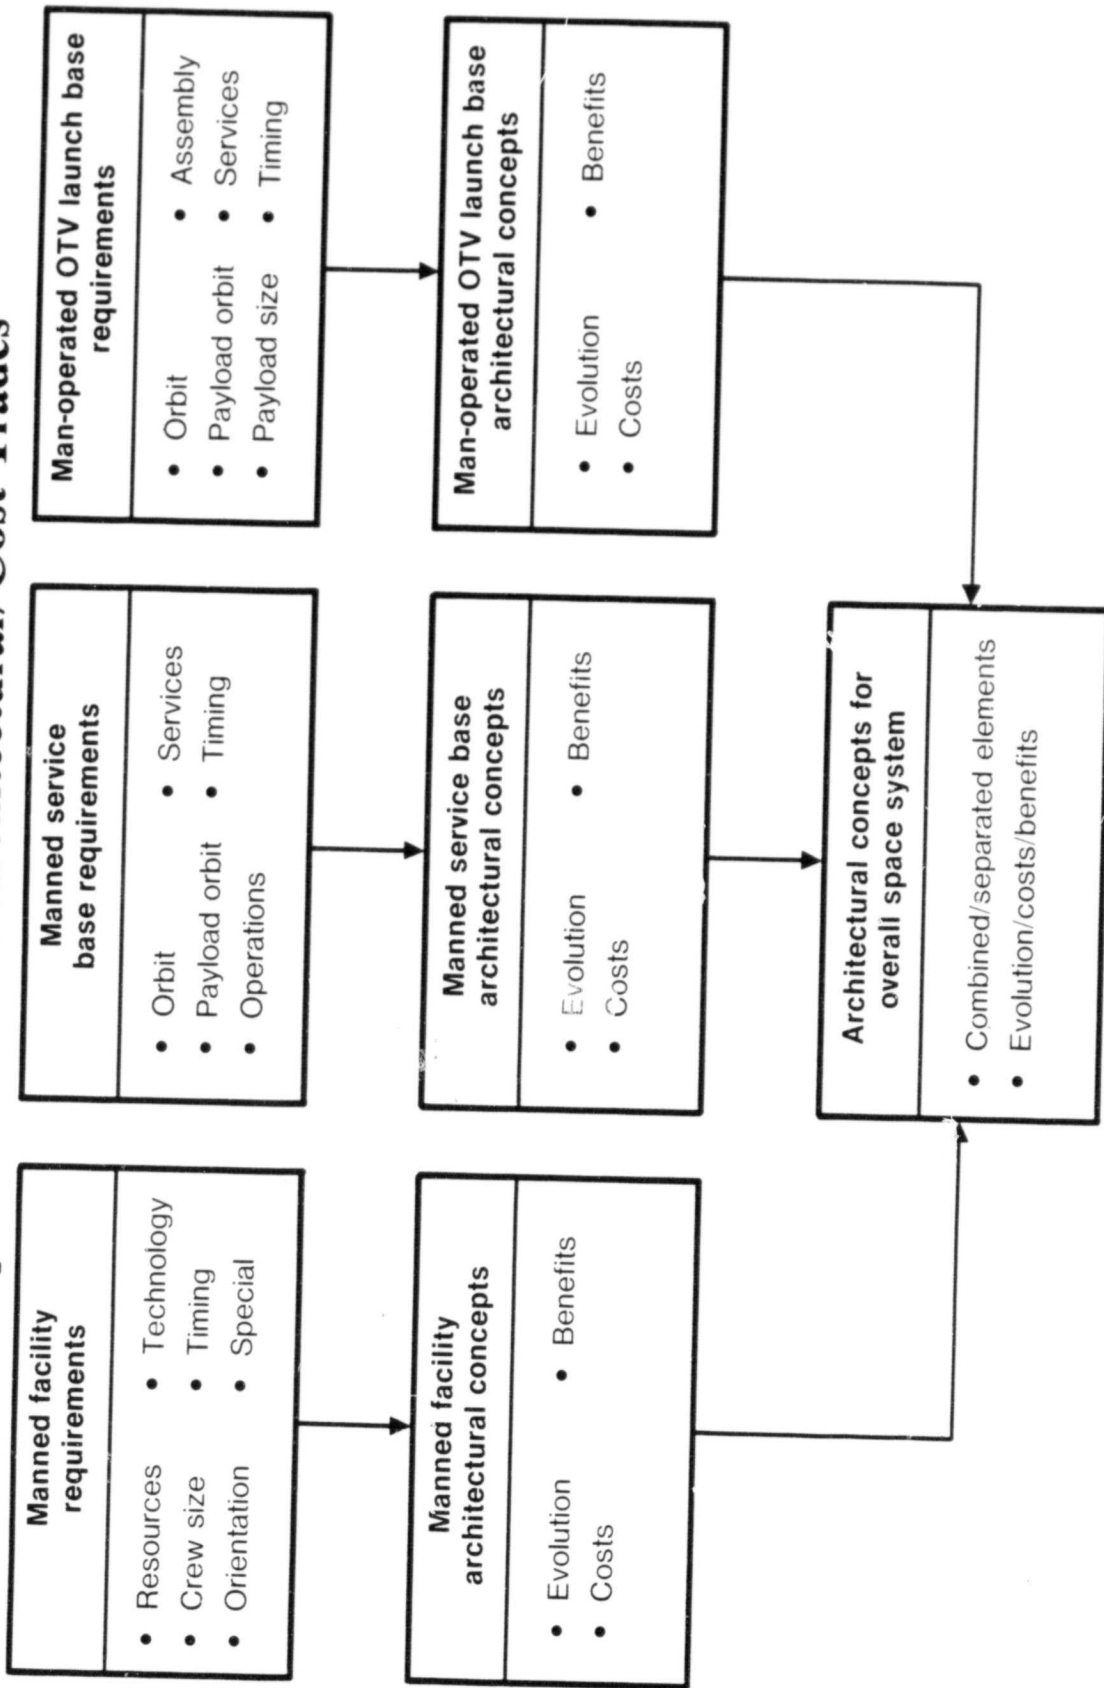 Cost Trades
Manned facility
requirements
• Resources
• Crew size
• Orientation
• Technology
• Timing
• Special
Manned service
base requirements
• Orbit
• Payload orbit
• Operations
• Services
• Timing
Man-operated OTV launch base
requirements
• Orbit
• Payload orbit
• Payload size
• Assembly
• Services
• Timing
Manned facility
architectural concepts
• Evolution
• Costs
• Benefits
Manned service base
architectural concepts
• Evolution
• Costs
• Benefits
Man-operated OTV launch base
architectural concepts
• Evolution
• Costs
• Benefits
Architectural concepts for
overall space system
• Combined/separated elements
• Evolution/costs/benefits